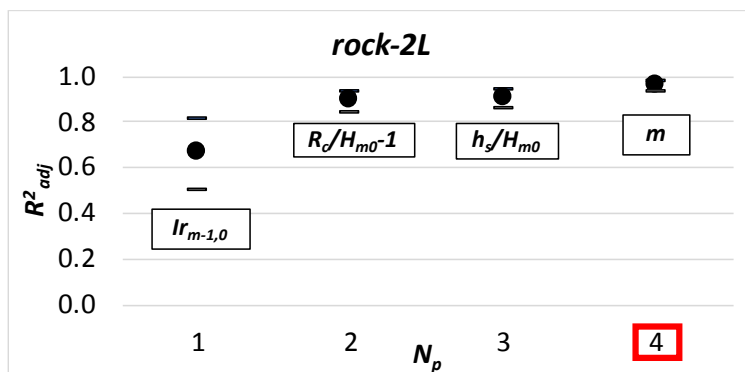 rock-2L
1.0
0.8
0.6
0.4
0.2
0.0
R²adj
Irm-1,0
Rc/Hm0-1
hs/Hm0
m
1 2 3 4
Np